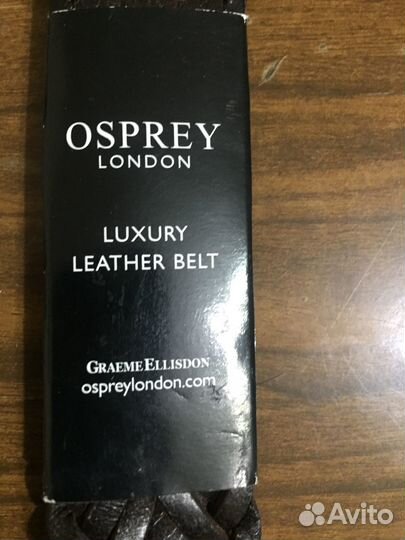 OSPREY
LONDON
LUXURY
LEATHER BELT
GRAEME ELLISDON
ospreylondon.com
Avito